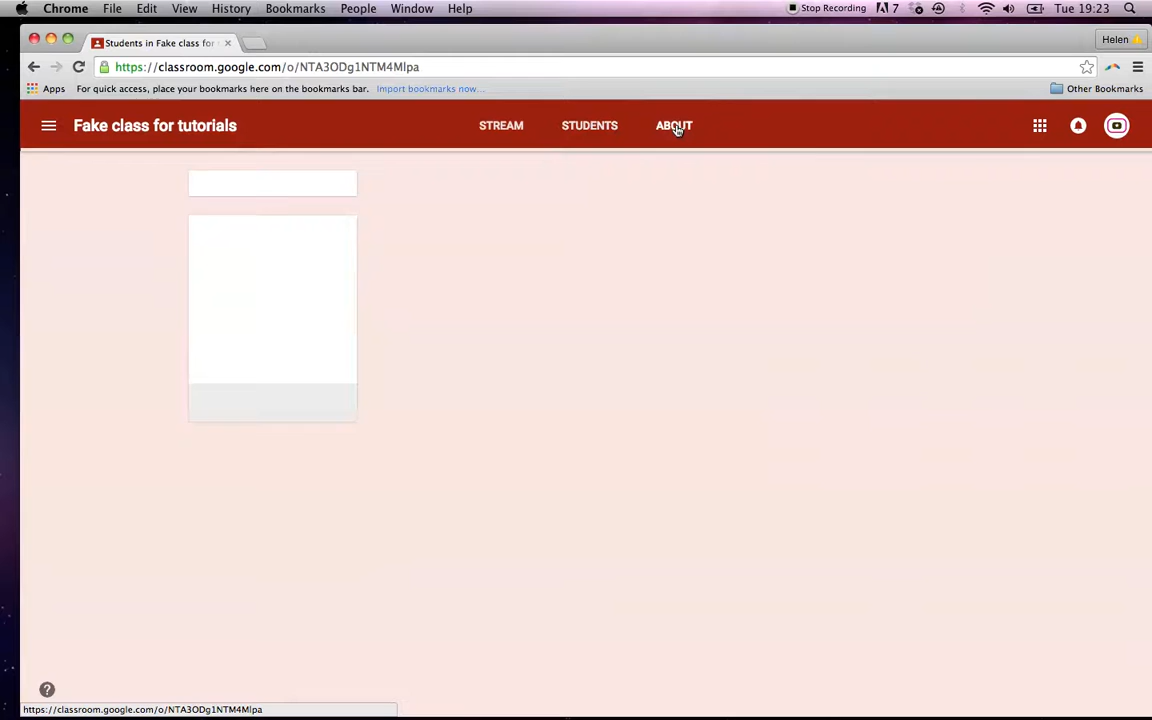 Chrome File Edit View History Bookmarks People Window Help Stop Recording 7 Tue 19:23
Students in Fake class for Helen
https://classroom.google.com/o/NTA3ODg1NTM4Mlpa
Apps For quick access, place your bookmarks here on the bookmarks bar. Import bookmarks now... Other Bookmarks
Fake class for tutorials STREAM STUDENTS ABOUT
?
https://classroom.google.com/o/NTA3ODg1NTM4Mlpa